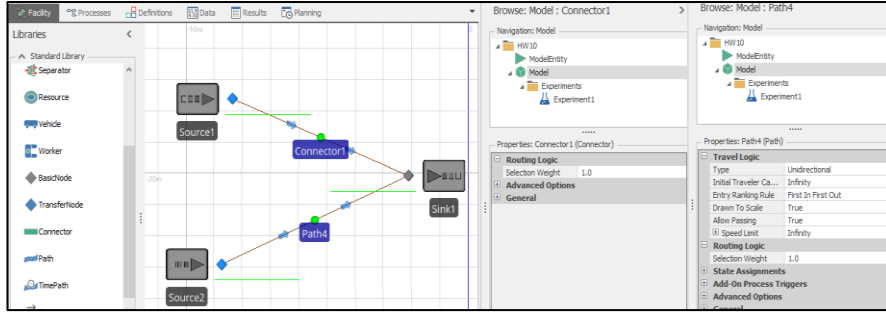 Facility Processes Definitions Data Results Planning
Libraries
Standard Library
Separator
Resource
Vehicle
Worker
BasicNode
TransferNode
Connector
Path
TimePath
-10m
0
Source1
Connector1
-20m
Sink1
Path4
Source2
Browse: Model : Connector1
Navigation: Model
HW10
ModelEntity
Model
Experiments
Experiment1
Properties: Connector1 (Connector)
Routing Logic
Selection Weight 1.0
Advanced Options
General
Browse: Model : Path4
Navigation: Model
HW10
ModelEntity
Model
Experiments
Experiment1
Properties: Path4 (Path)
Travel Logic
Type Unidirectional
Initial Traveler Ca... Infinity
Entry Ranking Rule First In First Out
Drawn To Scale True
Allow Passing True
Speed Limit Infinity
Routing Logic
Selection Weight 1.0
State Assignments
Add-On Process Triggers
Advanced Options
General